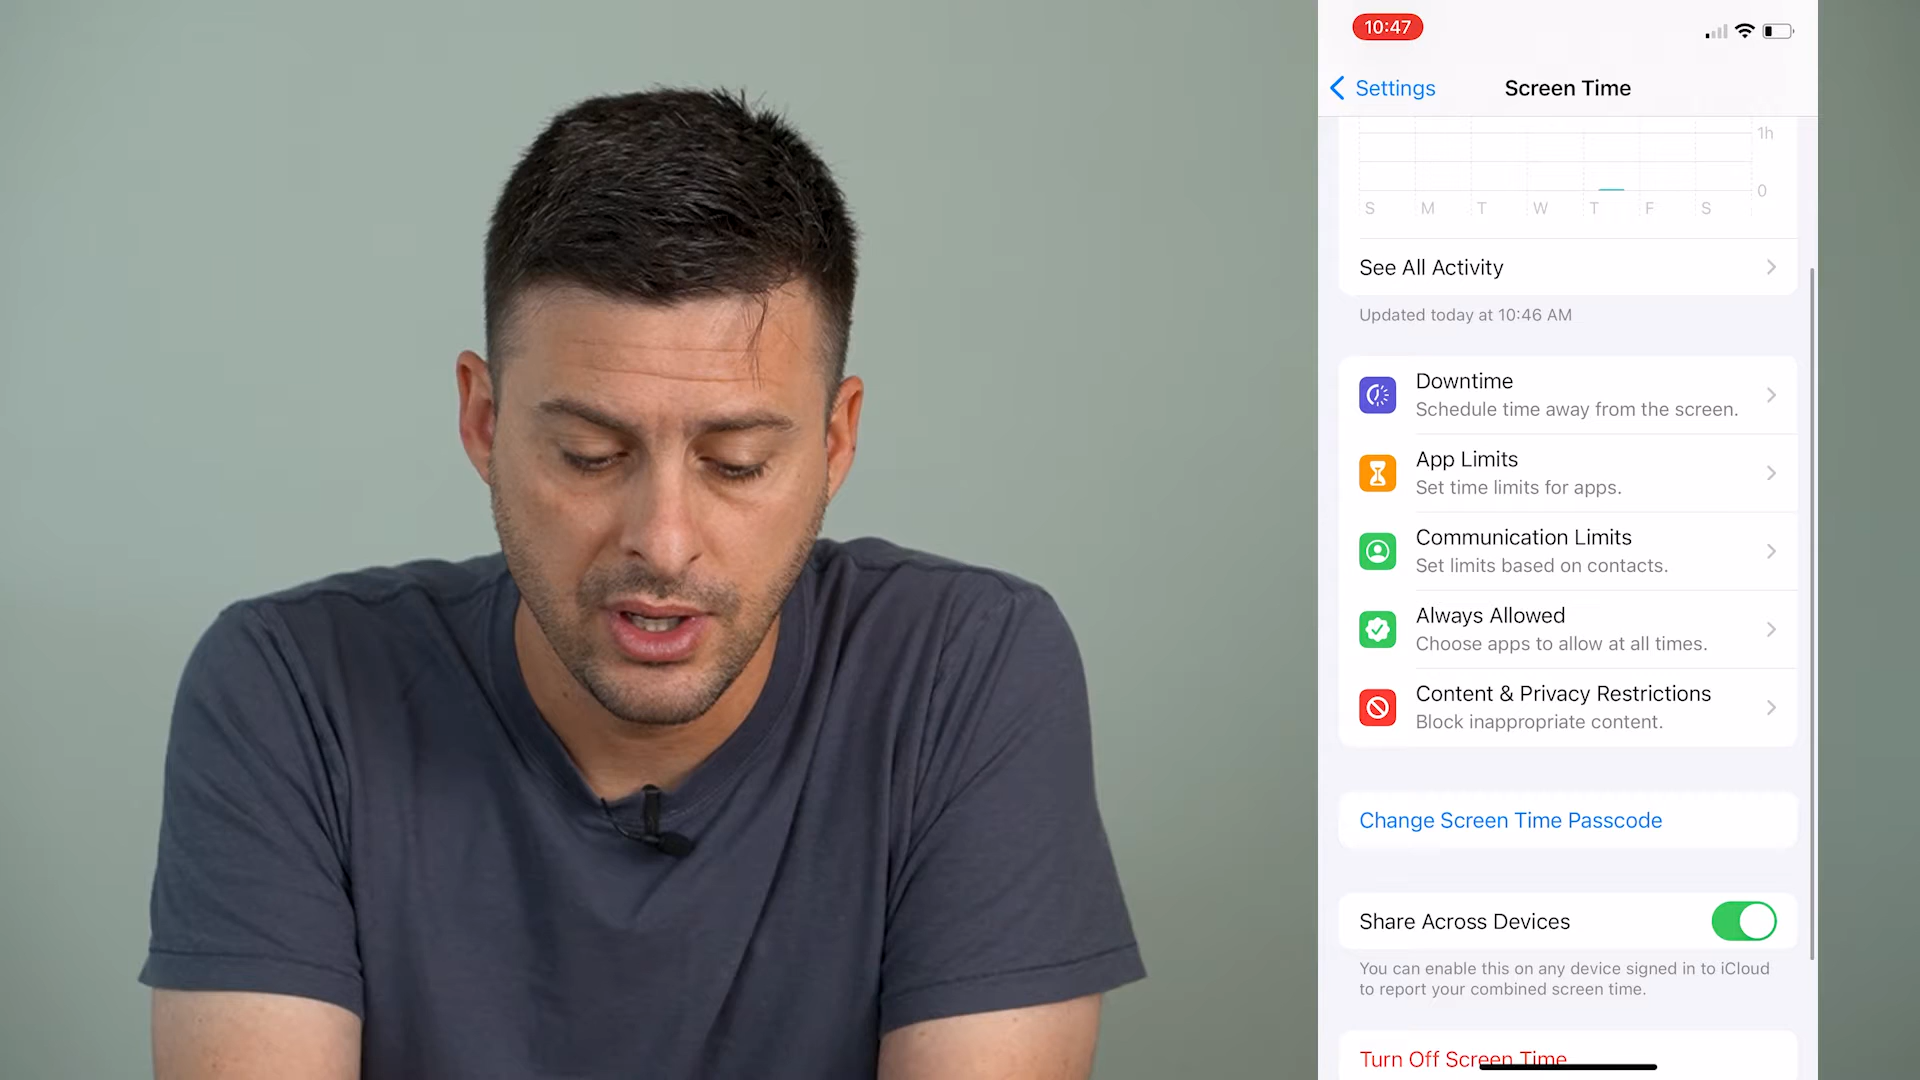 10:47
Settings
Screen Time
1h
0
S M T W T F S
See All Activity
Updated today at 10:46 AM
Downtime
Schedule time away from the screen.
App Limits
Set time limits for apps.
Communication Limits
Set limits based on contacts.
Always Allowed
Choose apps to allow at all times.
Content & Privacy Restrictions
Block inappropriate content.
Change Screen Time Passcode
Share Across Devices
You can enable this on any device signed in to iCloud
to report your combined screen time.
Turn Off Screen Time